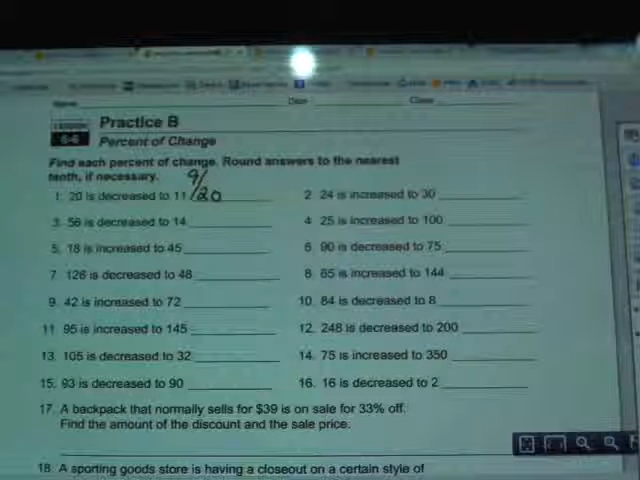 Name
Date
Class
LESSON
6-6
Practice B
Percent of Change
Find each percent of change. Round answers to the nearest
tenth, if necessary.
9/
1. 20 is decreased to 11 /20
2. 24 is increased to 30
3. 56 is decreased to 14
4. 25 is increased to 100
5. 18 is increased to 45
6. 90 is decreased to 75
7. 126 is decreased to 48
8. 65 is increased to 144
9. 42 is increased to 72
10. 84 is decreased to 8
11. 95 is increased to 145
12. 248 is decreased to 200
13. 105 is decreased to 32
14. 75 is increased to 350
15. 93 is decreased to 90
16. 16 is decreased to 2
17. A backpack that normally sells for $39 is on sale for 33% off.
Find the amount of the discount and the sale price.
18. A sporting goods store is having a closeout on a certain style of